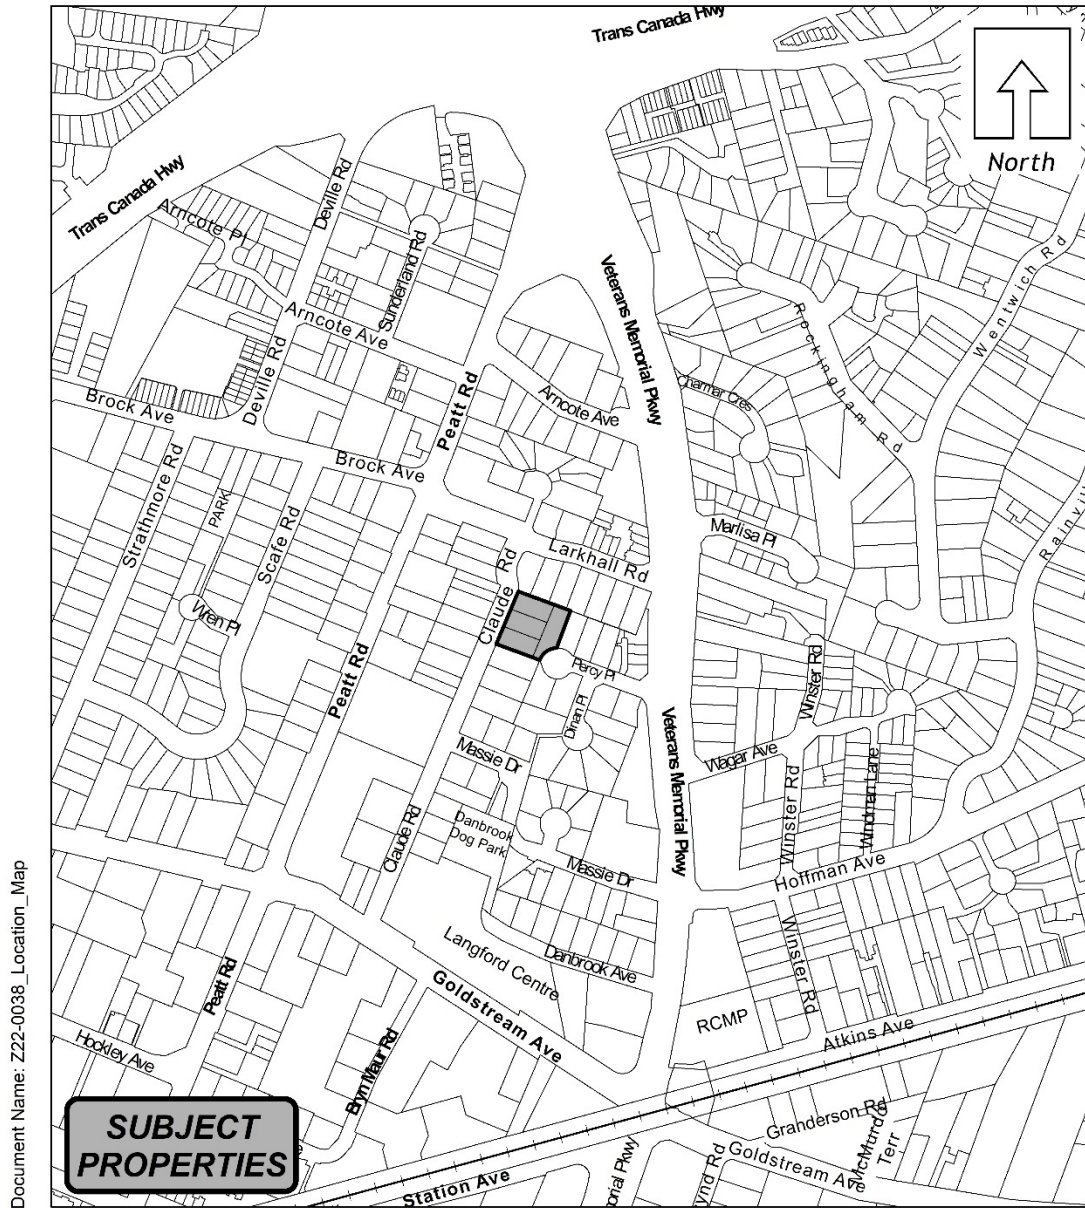 Trans Canada Hwy
North
Trans Canada Hwy
Deville Rd
Arncote Pl
Sunderland Rd
Wentwich Rd
Veterans Memorial Pkwy
Rockingham Rd
Arncote Ave
Deville Rd
Charmar Cres
Peatt Rd
Arncote Ave
Brock Ave
Brock Ave
Strathmore Rd
PARK
Scafe Rd
Marlisa Pl
Larkhall Rd
Claude Rd
Wren Pl
Percy Pl
Peatt Rd
Dinan Pl
Winster Rd
Veterans Memorial Pkwy
Massie Dr
Wagar Ave
Winster Rd
Windman Lane
Claude Rd
Danbrook
Dog Park
Massie Dr
Hoffman Ave
Langford Centre
Danbrook Ave
Winster Rd
Peatt Rd
Goldstream Ave
RCMP
Atkins Ave
Hockley Ave
Bryn Maur Rd
SUBJECT
PROPERTIES
Granderson Rd
McMurdo
Terr
Goldstream Ave
Station Ave
Document Name: Z22-0038_Location_Map